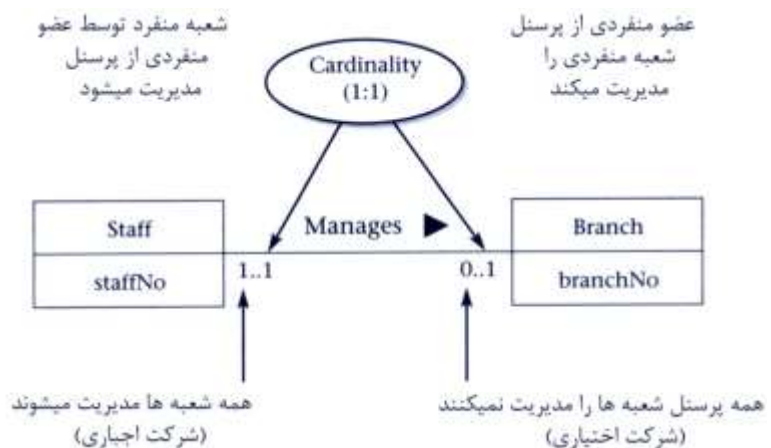 شعبه منفرد توسط عضو
منفردی از پرسنل
مدیریت میشود
Cardinality
(1:1)
عضو منفردی از پرسنل
شعبه منفردی را
مدیریت میکند
Staff
staffNo
Manages
1..1
0..1
Branch
branchNo
همه شعبه ها مدیریت میشوند
(شرکت اجباری)
همه پرسنل شعبه ها را مدیریت نمیکنند
(شرکت اختیاری)